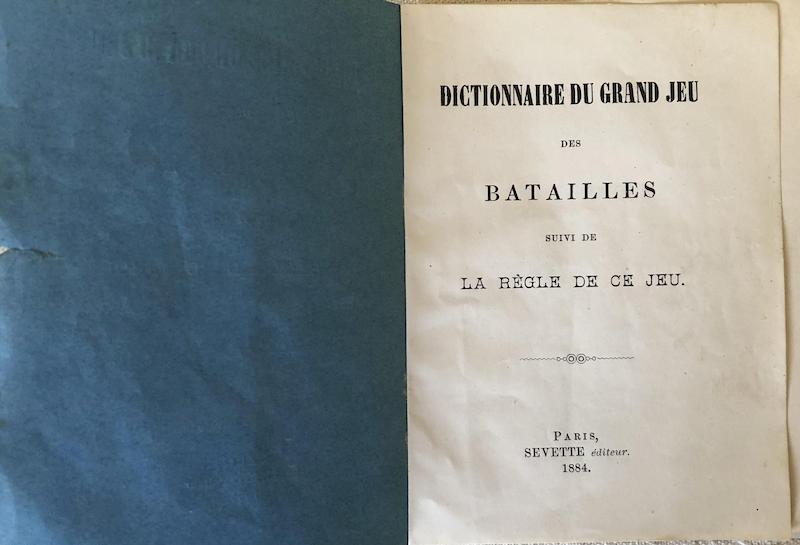 DICTIONNAIRE DU GRAND JEU
DES
BATAILLES
SUIVI DE
LA RÈGLE DE CE JEU.
PARIS,
SEVETTE éditeur.
1884.